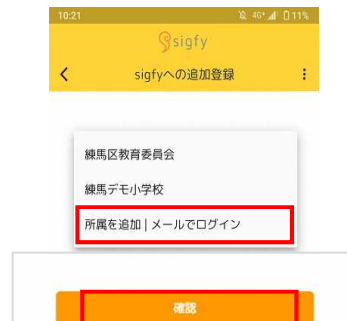 10:21
4G+ 11%
sigfy
sigfyへの追加登録
練馬区教育委員会
練馬デモ小学校
所属を追加 | メールでログイン
確認